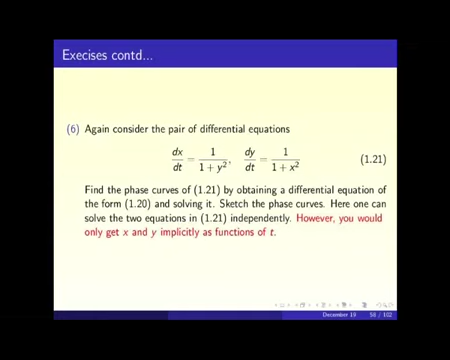 Execises contd...
(6) Again consider the pair of differential equations
dx/dt = 1/(1 + y²), dy/dt = 1/(1 + x²) (1.21)
Find the phase curves of (1.21) by obtaining a differential equation of
the form (1.20) and solving it. Sketch the phase curves. Here one can
solve the two equations in (1.21) independently. However, you would
only get x and y implicitly as functions of t.
December 19 58 / 102